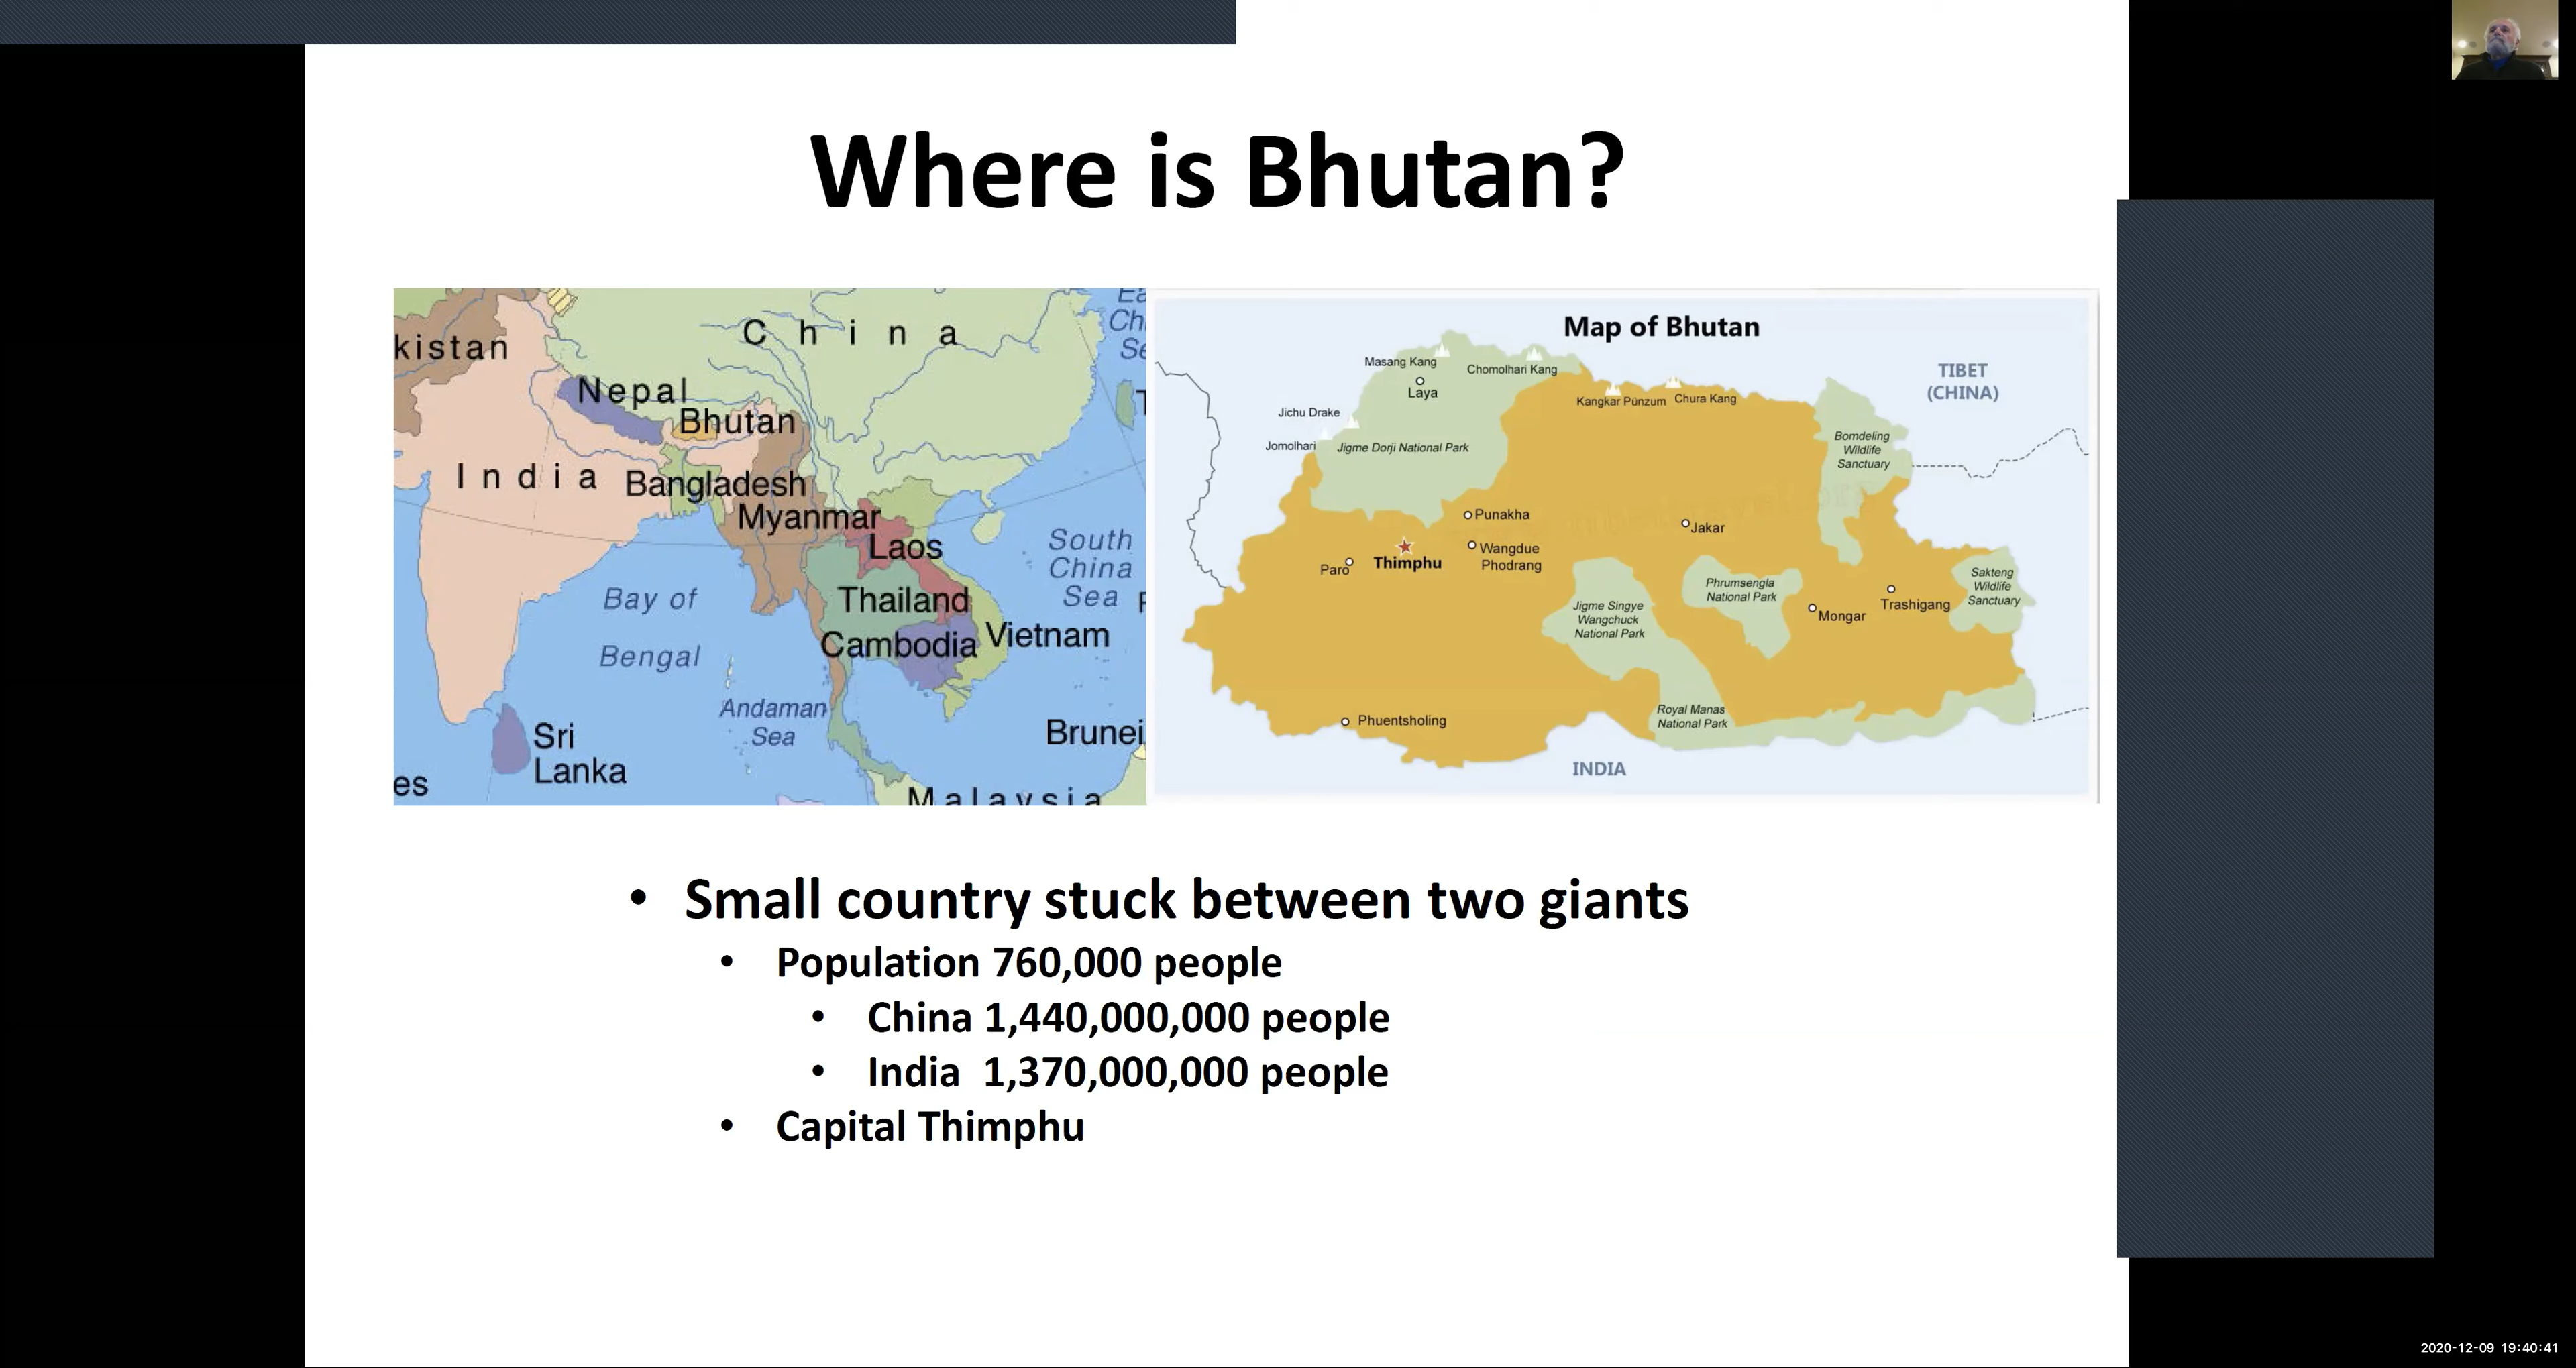 Where is Bhutan?
kistan
C h i n a
Nepal
Bhutan
I n d i a
Bangladesh
Myanmar
Laos
Thailand
Cambodia
Vietnam
Bay of
Bengal
South
China
Sea
Andaman
Sea
Sri
Lanka
Brunei
es
Malaysia
Map of Bhutan
TIBET
(CHINA)
Masang Kang
Laya
Chomolhari Kang
Kangkar Pünzum
Chura Kang
Jichu Drake
Jomolhari
Jigme Dorji National Park
Bomdeling
Wildlife
Sanctuary
Punakha
Wangdue
Phodrang
Jakar
Paro
Thimphu
Jigme Singye
Wangchuck
National Park
Phrumsengla
National Park
Mongar
Trashigang
Sakteng
Wildlife
Sanctuary
Phuentsholing
Royal Manas
National Park
INDIA
• Small country stuck between two giants
• Population 760,000 people
• China 1,440,000,000 people
• India 1,370,000,000 people
• Capital Thimphu
2020-12-09 19:40:41